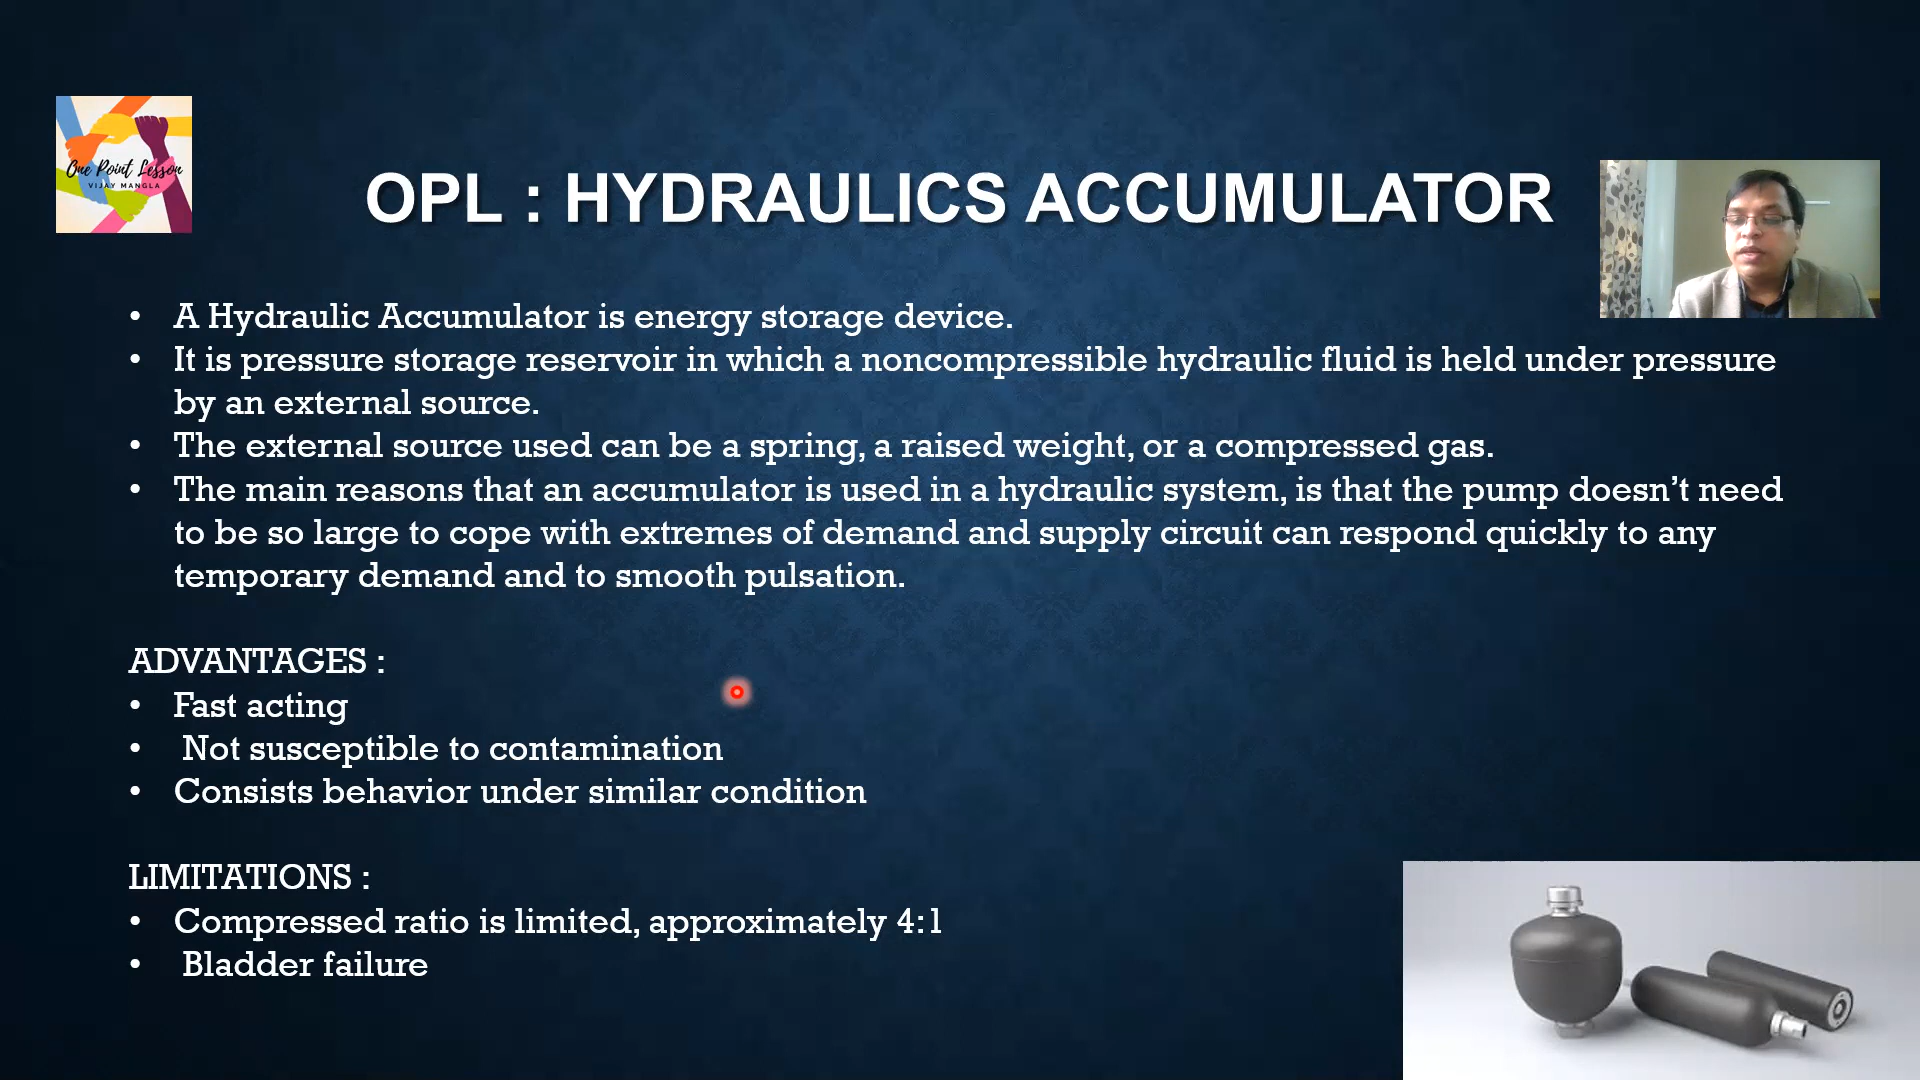 One Point Lesson
VIJAY MANGLA
OPL : HYDRAULICS ACCUMULATOR
• A Hydraulic Accumulator is energy storage device.
• It is pressure storage reservoir in which a noncompressible hydraulic fluid is held under pressure
by an external source.
• The external source used can be a spring, a raised weight, or a compressed gas.
• The main reasons that an accumulator is used in a hydraulic system, is that the pump doesn’t need
to be so large to cope with extremes of demand and supply circuit can respond quickly to any
temporary demand and to smooth pulsation.
ADVANTAGES :
• Fast acting
• Not susceptible to contamination
• Consists behavior under similar condition
LIMITATIONS :
• Compressed ratio is limited, approximately 4:1
• Bladder failure